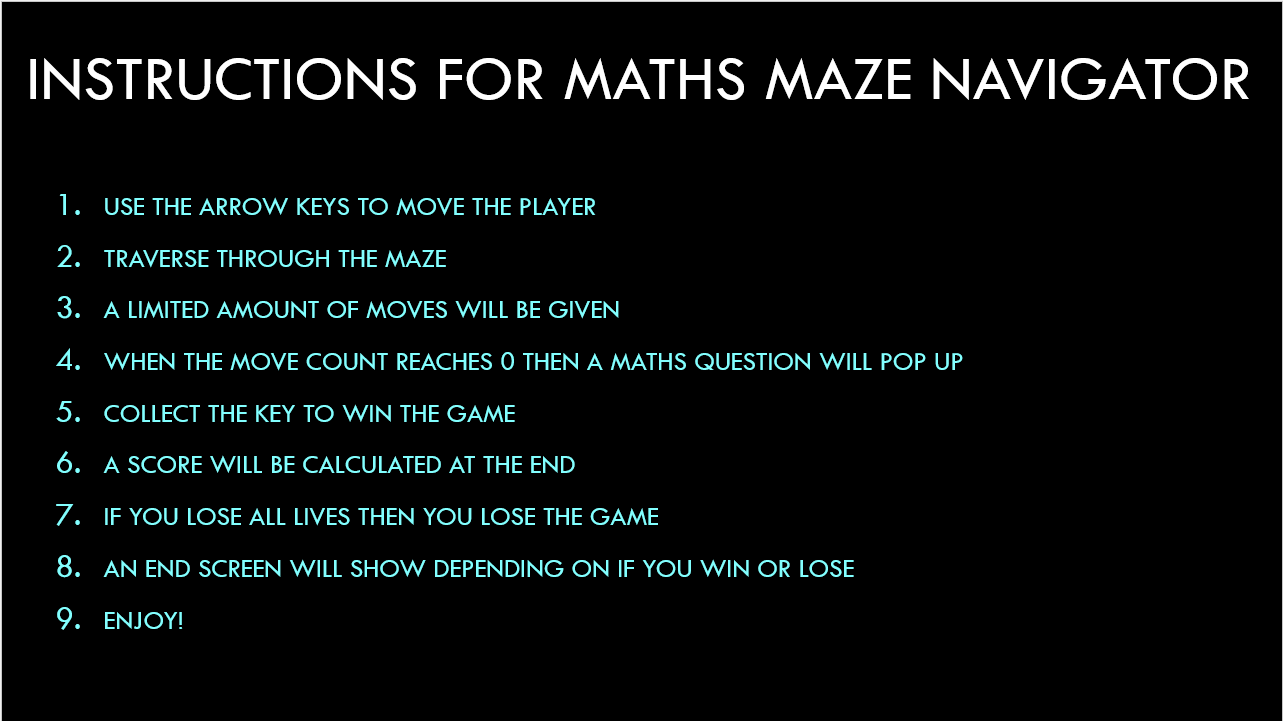 INSTRUCTIONS FOR MATHS MAZE NAVIGATOR
1. USE THE ARROW KEYS TO MOVE THE PLAYER
2. TRAVERSE THROUGH THE MAZE
3. A LIMITED AMOUNT OF MOVES WILL BE GIVEN
4. WHEN THE MOVE COUNT REACHES 0 THEN A MATHS QUESTION WILL POP UP
5. COLLECT THE KEY TO WIN THE GAME
6. A SCORE WILL BE CALCULATED AT THE END
7. IF YOU LOSE ALL LIVES THEN YOU LOSE THE GAME
8. AN END SCREEN WILL SHOW DEPENDING ON IF YOU WIN OR LOSE
9. ENJOY!